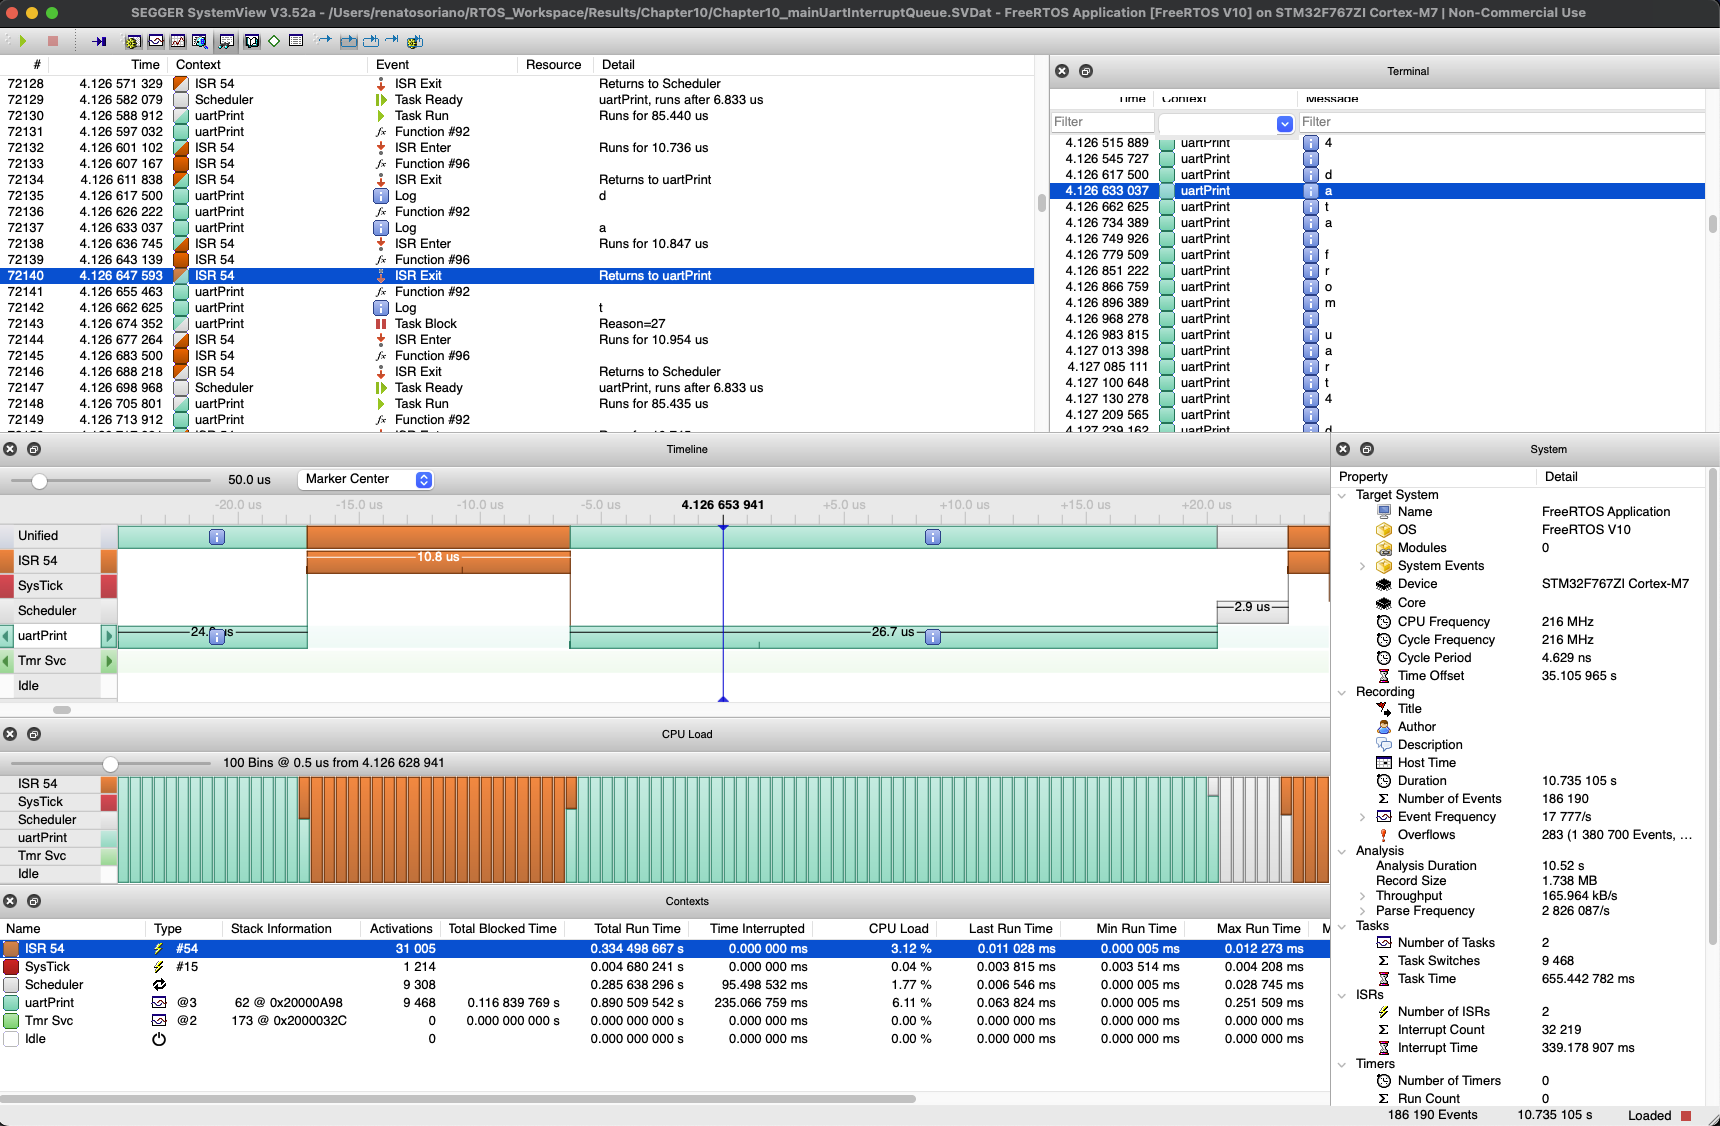 SEGGER SystemView V3.52a - /Users/renatosoriano/RTOS_Workspace/Results/Chapter10/Chapter10_mainUartInterruptQueue.SVDat - FreeRTOS Application [FreeRTOS V10] on STM32F767ZI Cortex-M7 | Non-Commercial Use
# Time Context Event Resource Detail
72128 4.126 571 329 ISR 54 ISR Exit Returns to Scheduler
72129 4.126 582 079 Scheduler Task Ready uartPrint, runs after 6.833 us
72130 4.126 588 912 uartPrint Task Run Runs for 85.440 us
72131 4.126 597 032 uartPrint Function #92
72132 4.126 601 102 ISR 54 ISR Enter Runs for 10.736 us
72133 4.126 607 167 ISR 54 Function #96
72134 4.126 611 838 ISR 54 ISR Exit Returns to uartPrint
72135 4.126 617 500 uartPrint Log d
72136 4.126 626 222 uartPrint Function #92
72137 4.126 633 037 uartPrint Log a
72138 4.126 636 745 ISR 54 ISR Enter Runs for 10.847 us
72139 4.126 643 139 ISR 54 Function #96
72140 4.126 647 593 ISR 54 ISR Exit Returns to uartPrint
72141 4.126 655 463 uartPrint Function #92
72142 4.126 662 625 uartPrint Log t
72143 4.126 674 352 uartPrint Task Block Reason=27
72144 4.126 677 264 ISR 54 ISR Enter Runs for 10.954 us
72145 4.126 683 500 ISR 54 Function #96
72146 4.126 688 218 ISR 54 ISR Exit Returns to Scheduler
72147 4.126 698 968 Scheduler Task Ready uartPrint, runs after 6.833 us
72148 4.126 705 801 uartPrint Task Run Runs for 85.435 us
72149 4.126 713 912 uartPrint Function #92
Terminal
Time Context Message
Filter Filter
4.126 515 889 uartPrint 4
4.126 545 727 uartPrint
4.126 617 500 uartPrint d
4.126 633 037 uartPrint a
4.126 662 625 uartPrint t
4.126 734 389 uartPrint a
4.126 749 926 uartPrint
4.126 779 509 uartPrint f
4.126 851 222 uartPrint r
4.126 866 759 uartPrint o
4.126 896 389 uartPrint m
4.126 968 278 uartPrint
4.126 983 815 uartPrint u
4.127 013 398 uartPrint a
4.127 085 111 uartPrint r
4.127 100 648 uartPrint t
4.127 130 278 uartPrint 4
4.127 209 565 uartPrint
4.127 239 162 uartPrint d
Timeline
50.0 us Marker Center
-20.0 us -15.0 us -10.0 us -5.0 us 4.126 653 941 +5.0 us +10.0 us +15.0 us +20.0 us
Unified
ISR 54 10.8 us
SysTick
Scheduler 2.9 us
uartPrint 26.7 us
Tmr Svc
Idle
CPU Load
100 Bins @ 0.5 us from 4.126 628 941
ISR 54
SysTick
Scheduler
uartPrint
Tmr Svc
Idle
Contexts
Name Type Stack Information Activations Total Blocked Time Total Run Time Time Interrupted CPU Load Last Run Time Min Run Time Max Run Time M
ISR 54 #54 31 005 0.334 498 667 s 0.000 000 ms 3.12 % 0.011 028 ms 0.000 005 ms 0.012 273 ms
SysTick #15 1 214 0.004 680 241 s 0.000 000 ms 0.04 % 0.003 815 ms 0.003 514 ms 0.004 208 ms
Scheduler 9 308 0.285 638 296 s 95.498 532 ms 1.77 % 0.006 546 ms 0.000 005 ms 0.028 745 ms
uartPrint @3 62 @ 0x20000A98 9 468 0.116 839 769 s 0.890 509 542 s 235.066 759 ms 6.11 % 0.063 824 ms 0.000 005 ms 0.251 509 ms
Tmr Svc @2 173 @ 0x2000032C 0 0.000 000 000 s 0.000 000 000 s 0.000 000 ms 0.00 % 0.000 000 ms 0.000 000 ms 0.000 000 ms
Idle 0 0.000 000 000 s 0.000 000 ms 0.00 % 0.000 000 ms 0.000 000 ms 0.000 000 ms
System
Property Detail
Target System
Name FreeRTOS Application
OS FreeRTOS V10
Modules 0
System Events
Device STM32F767ZI Cortex-M7
Core
CPU Frequency 216 MHz
Cycle Frequency 216 MHz
Cycle Period 4.629 ns
Time Offset 35.105 965 s
Recording
Title
Author
Description
Host Time
Duration 10.735 105 s
Number of Events 186 190
Event Frequency 17 777/s
Overflows 283 (1 380 700 Events, ...
Analysis
Analysis Duration 10.52 s
Record Size 1.738 MB
Throughput 165.964 kB/s
Parse Frequency 2 826 087/s
Tasks
Number of Tasks 2
Task Switches 9 468
Task Time 655.442 782 ms
ISRs
Number of ISRs 2
Interrupt Count 32 219
Interrupt Time 339.178 907 ms
Timers
Number of Timers 0
Run Count 0
186 190 Events 10.735 105 s Loaded